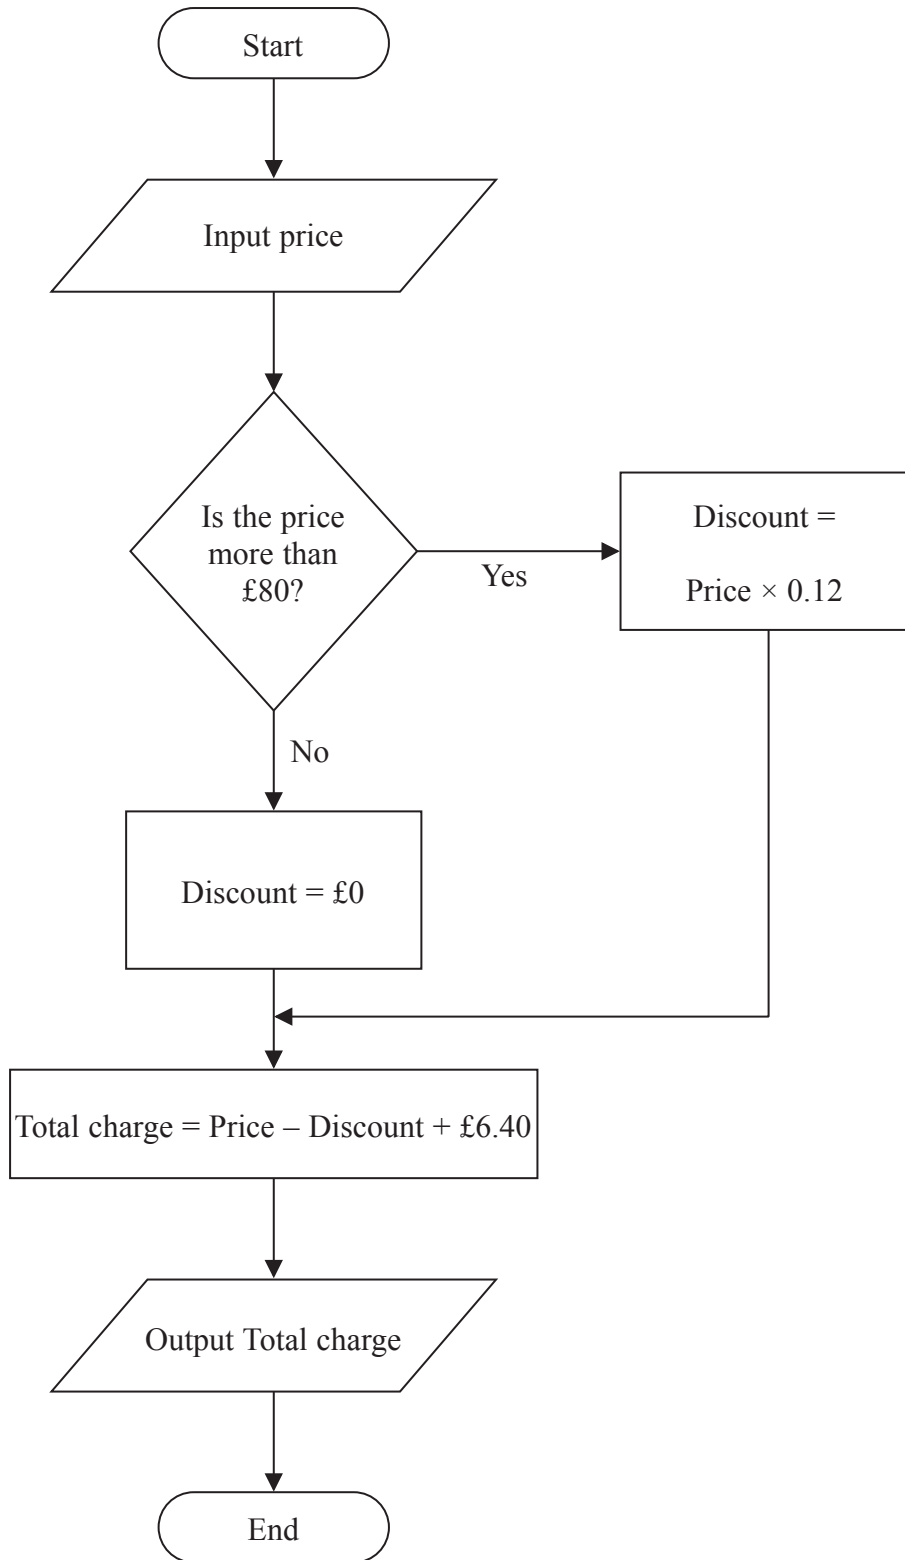 Start
Input price
Is the price
more than
£80?
Yes
Discount =
Price × 0.12
No
Discount = £0
Total charge = Price – Discount + £6.40
Output Total charge
End